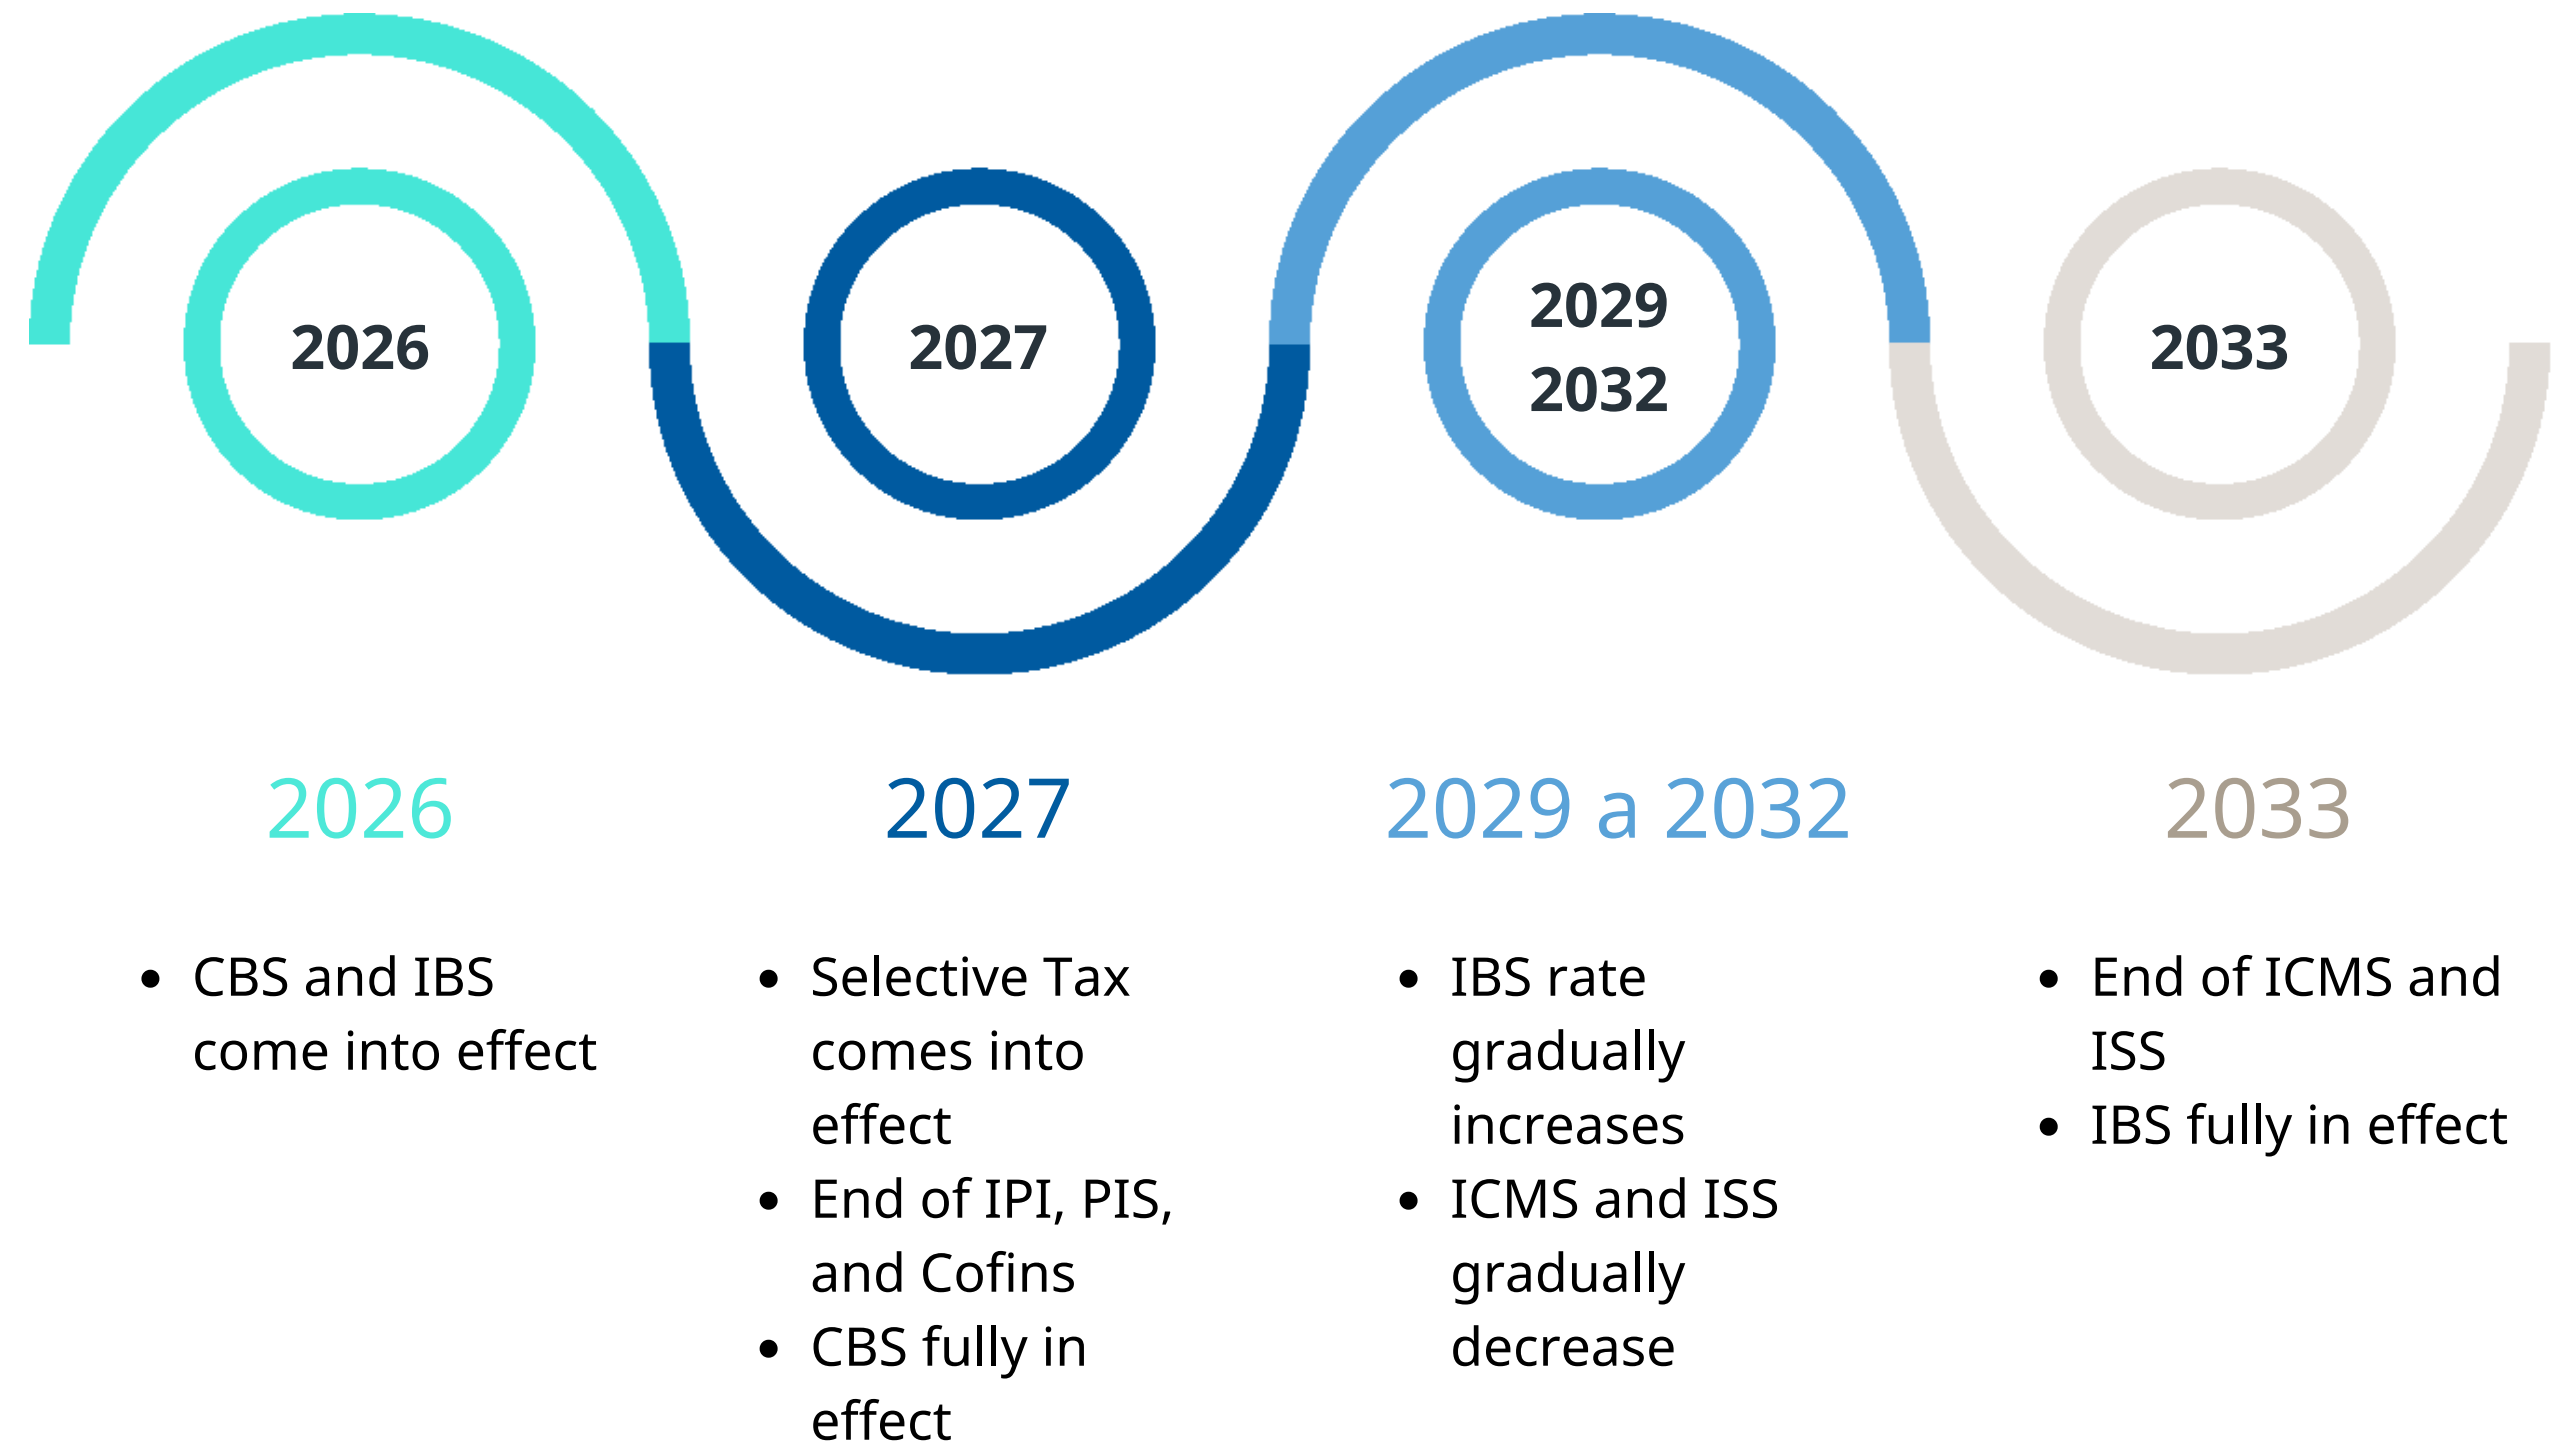 2026
2027
2029
2032
2033
2026
• CBS and IBS
come into effect
2027
• Selective Tax
comes into
effect
• End of IPI, PIS,
and Cofins
• CBS fully in
effect
2029 a 2032
• IBS rate
gradually
increases
• ICMS and ISS
gradually
decrease
2033
• End of ICMS and
ISS
• IBS fully in effect